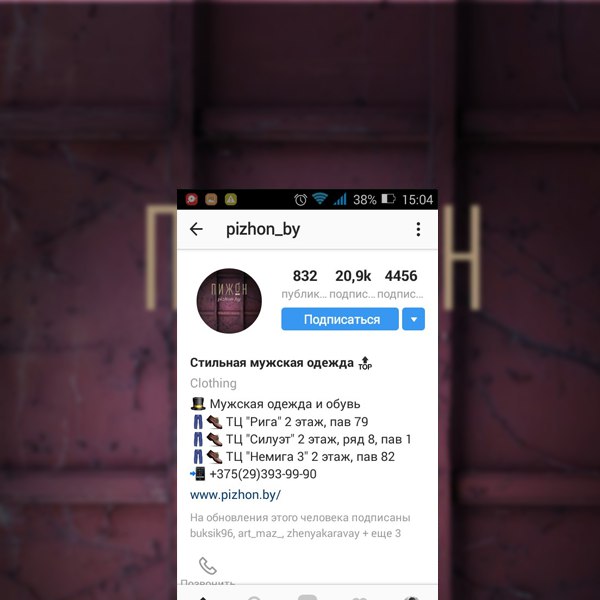 38% 15:04
pizhon_by
832 20,9k 4456
публик... подпис... подпис...
ПИЖОН
pizhon.by
Подписаться
Стильная мужская одежда TOP
Clothing
Мужская одежда и обувь
ТЦ "Рига" 2 этаж, пав 79
ТЦ "Силуэт" 2 этаж, ряд 8, пав 1
ТЦ "Немига 3" 2 этаж, пав 82
+375(29)393-99-90
www.pizhon.by/
На обновления этого человека подписаны
buksik96, art_maz_, zhenyakaravay + еще 3
Позвонить